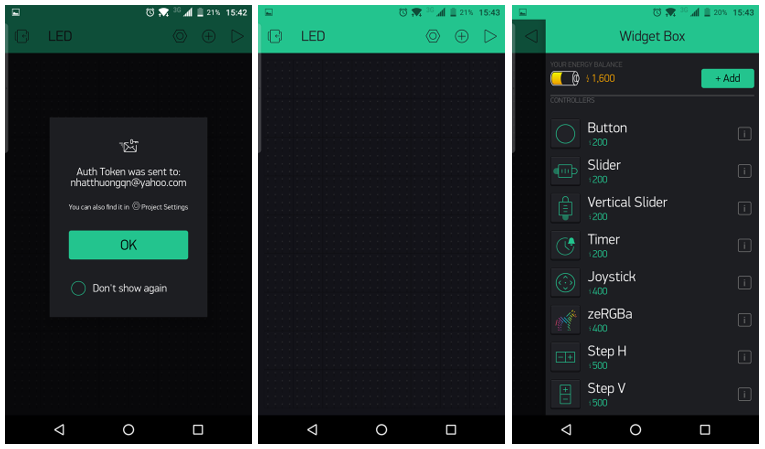 3G 21% 15:42
LED
Auth Token was sent to:
nhatthuongqn@yahoo.com
You can also find it in Project Settings
OK
Don't show again
3G 21% 15:43
LED
3G 20% 15:43
Widget Box
YOUR ENERGY BALANCE
1,600
+ Add
CONTROLLERS
Button
200
Slider
200
Vertical Slider
200
Timer
200
Joystick
400
zeRGBa
400
Step H
500
Step V
500